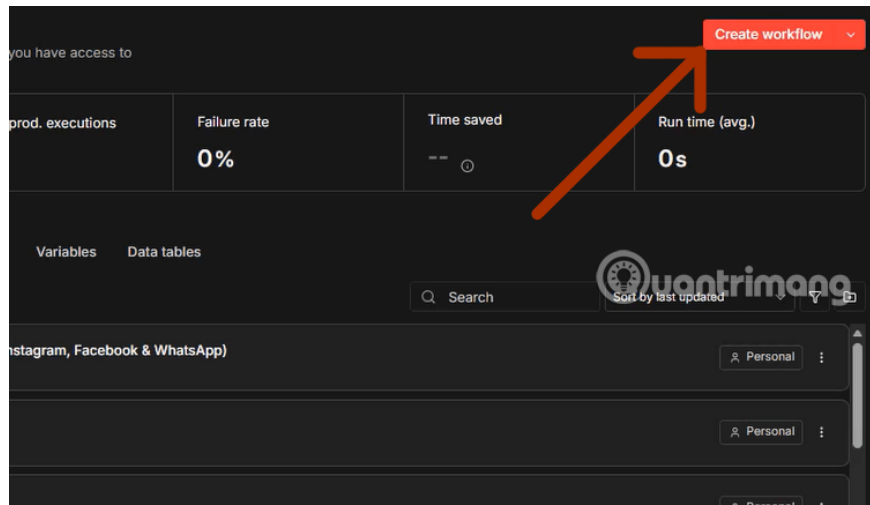 Create workflow
you have access to
prod. executions
Failure rate
0%
Time saved
--
Run time (avg.)
0s
Variables
Data tables
Quantrimang
Search
Sort by last updated
nstagram, Facebook & WhatsApp)
Personal
Personal
Personal